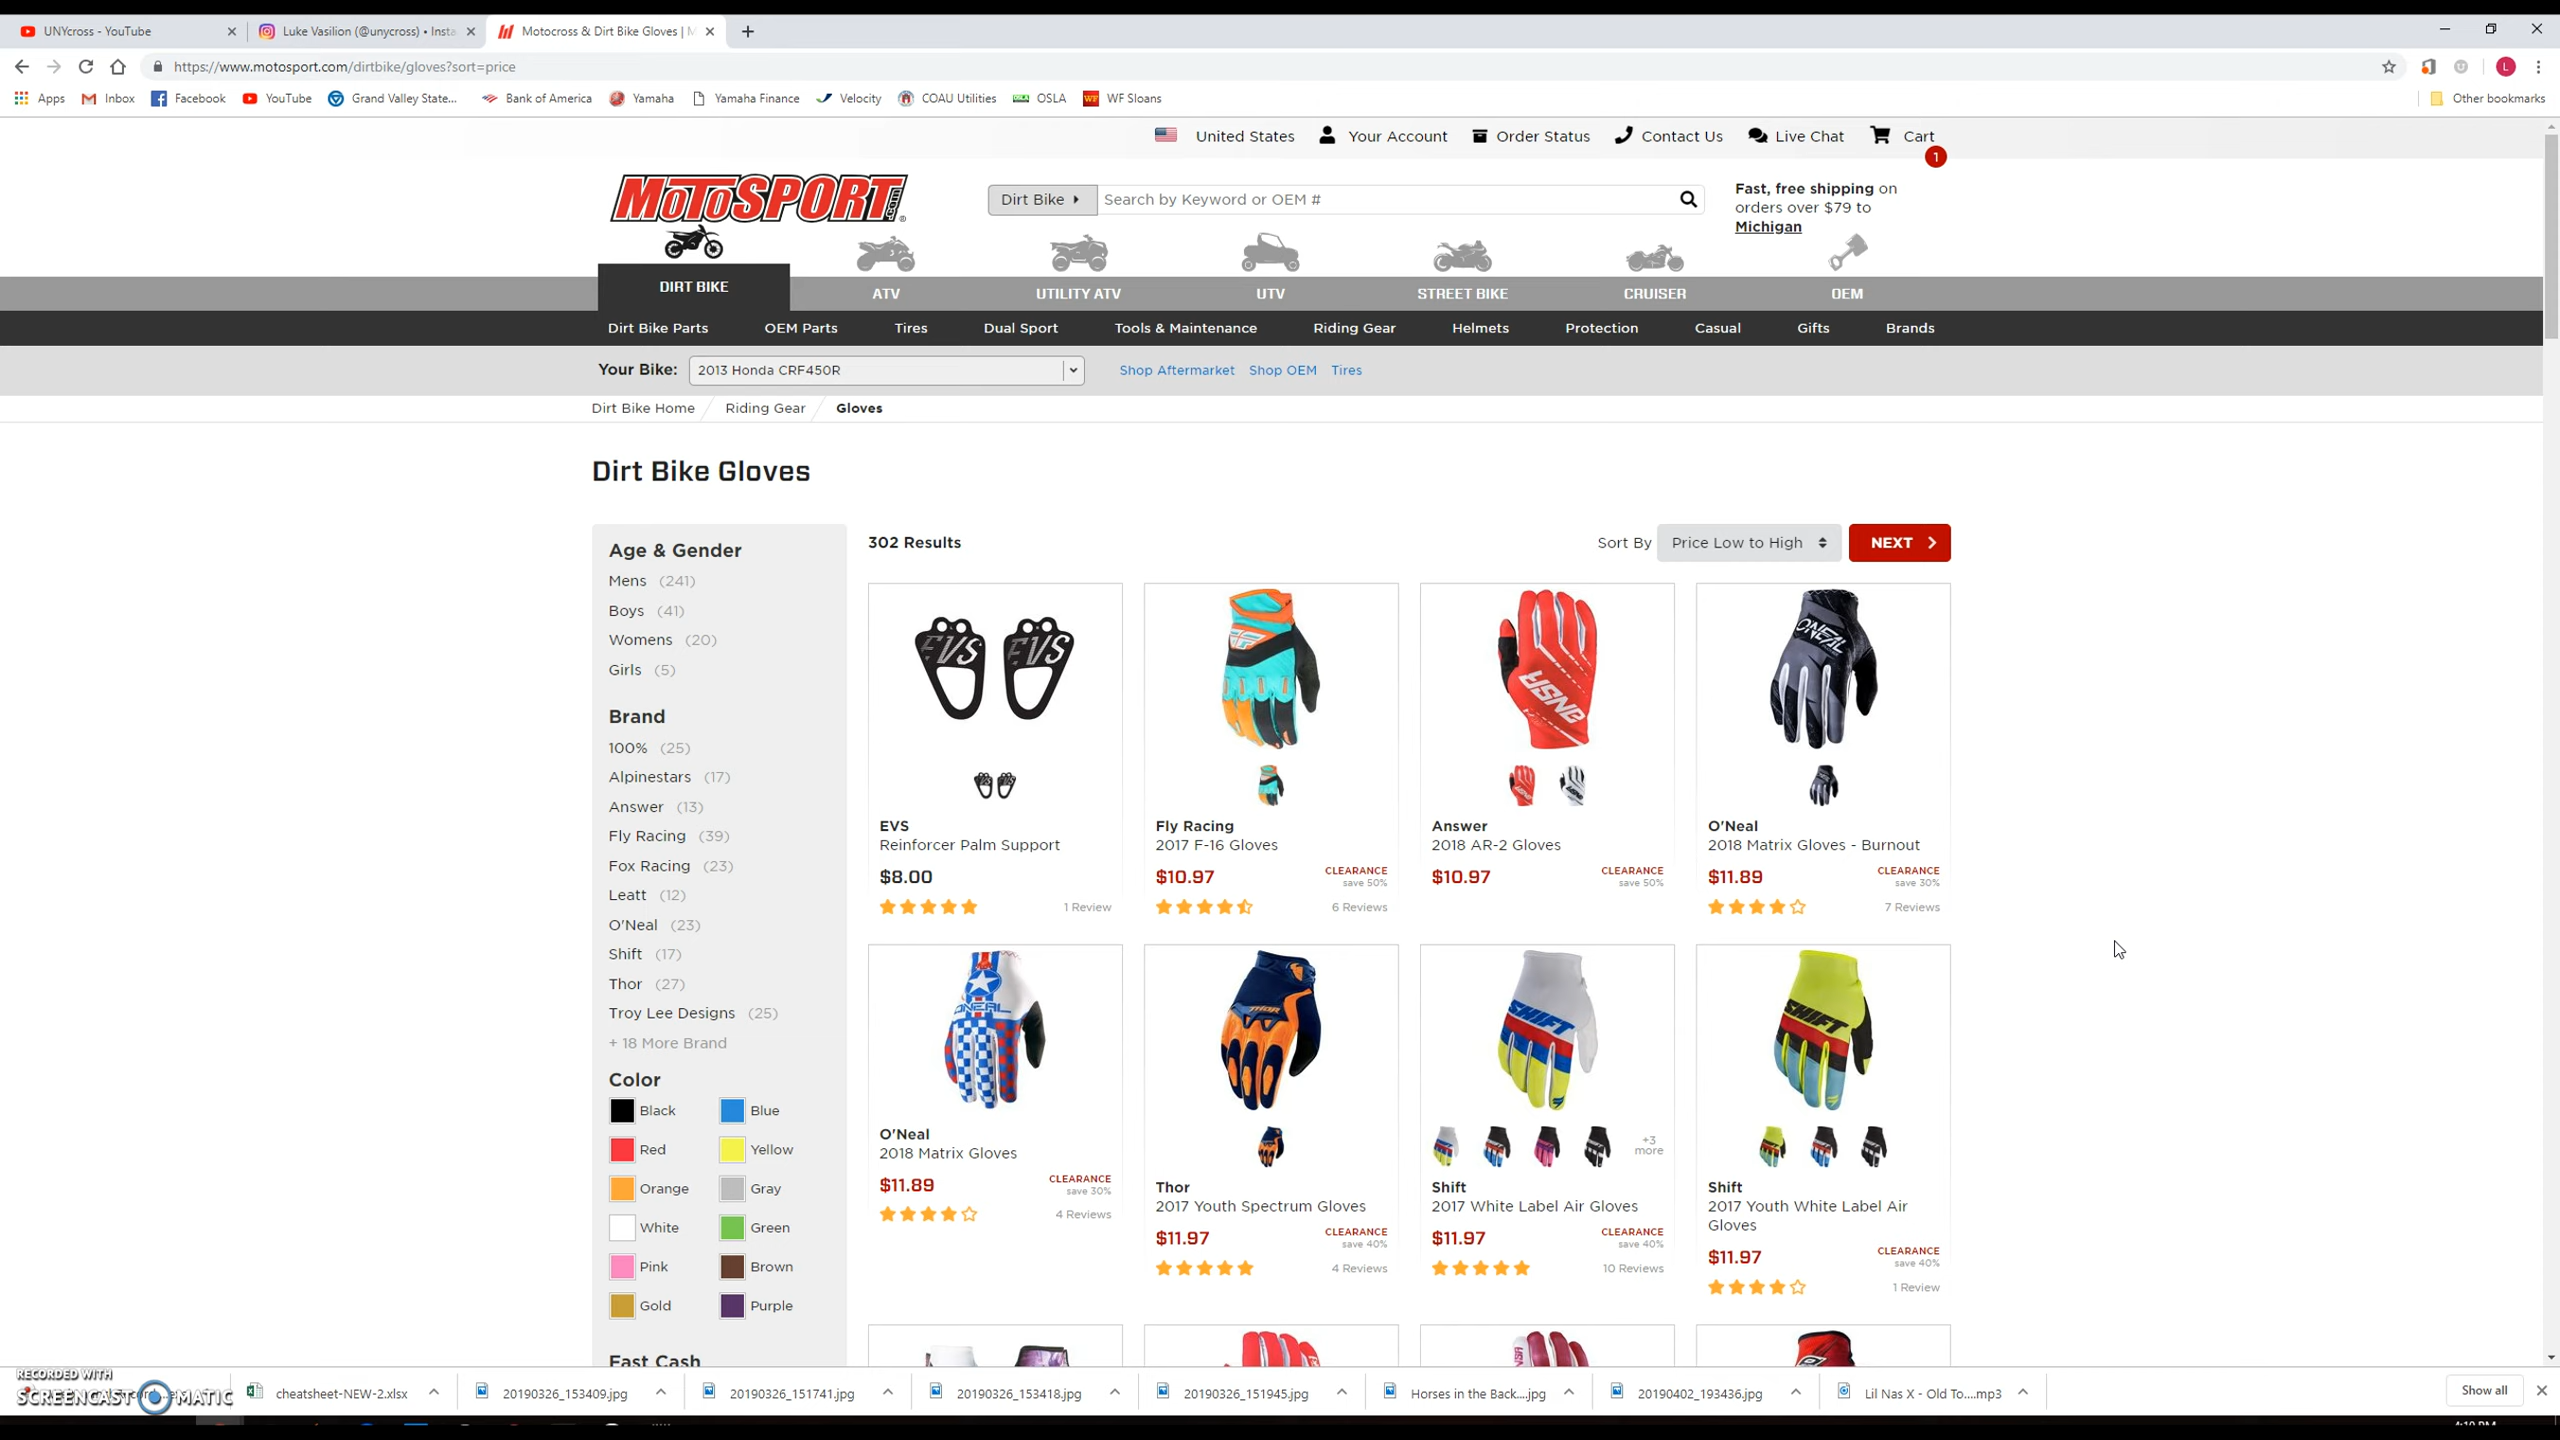 UNYcross - YouTube
Luke Vasilion (@unycross) • Insta
Motocross & Dirt Bike Gloves | M
https://www.motosport.com/dirtbike/gloves?sort=price
L
Apps
Inbox
Facebook
YouTube
Grand Valley State...
Bank of America
Yamaha
Yamaha Finance
Velocity
COAU Utilities
OSLA
WF Sloans
Other bookmarks
United States
Your Account
Order Status
Contact Us
Live Chat
Cart
1
MOTOSPORT.com
Dirt Bike
Search by Keyword or OEM #
Fast, free shipping on
orders over $79 to
Michigan
DIRT BIKE
ATV
UTILITY ATV
UTV
STREET BIKE
CRUISER
OEM
Dirt Bike Parts
OEM Parts
Tires
Dual Sport
Tools & Maintenance
Riding Gear
Helmets
Protection
Casual
Gifts
Brands
Your Bike:
2013 Honda CRF450R
Shop Aftermarket
Shop OEM
Tires
Dirt Bike Home
Riding Gear
Gloves
Dirt Bike Gloves
302 Results
Sort By
Price Low to High
NEXT
Age & Gender
Mens (241)
Boys (41)
Womens (20)
Girls (5)
Brand
100% (25)
Alpinestars (17)
Answer (13)
Fly Racing (39)
Fox Racing (23)
Leatt (12)
O'Neal (23)
Shift (17)
Thor (27)
Troy Lee Designs (25)
+ 18 More Brand
Color
Black
Blue
Red
Yellow
Orange
Gray
White
Green
Pink
Brown
Gold
Purple
Fast Cash
EVS EVS
EVS
Reinforcer Palm Support
$8.00
1 Review
Fly Racing
2017 F-16 Gloves
$10.97
CLEARANCE
save 50%
6 Reviews
ANSR
Answer
2018 AR-2 Gloves
$10.97
CLEARANCE
save 50%
ONEAL
O'Neal
2018 Matrix Gloves - Burnout
$11.89
CLEARANCE
save 30%
7 Reviews
ONEAL
O'Neal
2018 Matrix Gloves
$11.89
CLEARANCE
save 30%
4 Reviews
THOR
Thor
2017 Youth Spectrum Gloves
$11.97
CLEARANCE
save 40%
4 Reviews
SHIFT
+3
more
Shift
2017 White Label Air Gloves
$11.97
CLEARANCE
save 40%
10 Reviews
SHIFT
Shift
2017 Youth White Label Air
Gloves
$11.97
CLEARANCE
save 40%
1 Review
RECORDED WITH
SCREENCAST MATIC
cheatsheet-NEW-2.xlsx
20190326_153409.jpg
20190326_151741.jpg
20190326_153418.jpg
20190326_151945.jpg
Horses in the Back....jpg
20190402_193436.jpg
Lil Nas X - Old To....mp3
Show all